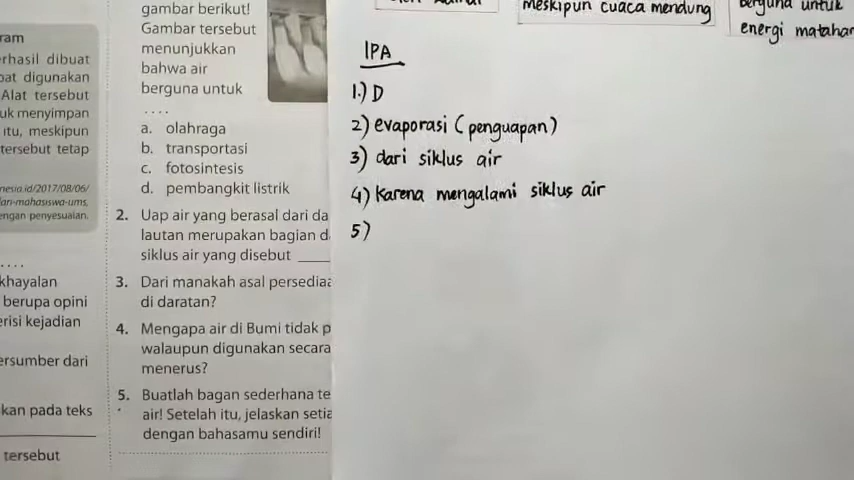 ram
erhasil dibuat
pat digunakan
Alat tersebut
uk menyimpan
itu, meskipun
tersebut tetap
nesia.id/2017/08/06/
lan-mahasiswa-ums,
engan penyesuaian.
. . . .
khayalan
berupa opini
erisi kejadian
ersumber dari
kan pada teks
tersebut
gambar berikut!
Gambar tersebut
menunjukkan
bahwa air
berguna untuk
. . . .
a. olahraga
b. transportasi
c. fotosintesis
d. pembangkit listrik
2. Uap air yang berasal dari da
lautan merupakan bagian d
siklus air yang disebut ____
3. Dari manakah asal persediaa
di daratan?
4. Mengapa air di Bumi tidak p
walaupun digunakan secara
menerus?
5. Buatlah bagan sederhana te
air! Setelah itu, jelaskan setia
dengan bahasamu sendiri!
meskipun cuaca mendung
berguna untuk
energi matahar
IPA
1.) D
2) evaporasi (penguapan)
3) dari siklus air
4) Karena mengalami siklus air
5)